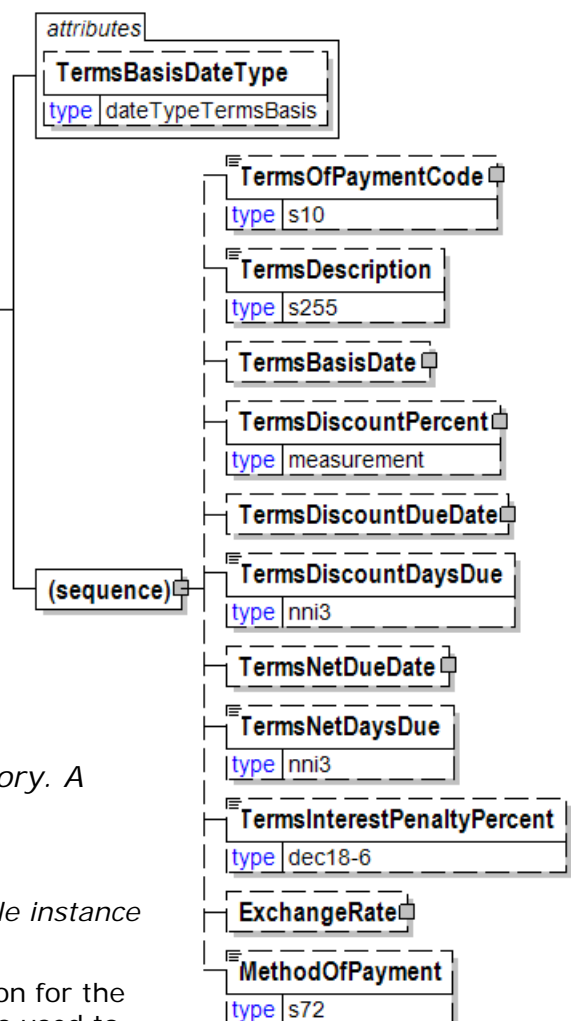 attributes
TermsBasisDateType
type dateTypeTermsBasis
TermsOfPaymentCode
type s10
TermsDescription
type s255
TermsBasisDate
TermsDiscountPercent
type measurement
TermsDiscountDueDate
(sequence)
TermsDiscountDaysDue
type nni3
TermsNetDueDate
TermsNetDaysDue
type nni3
ory. A
TermsInterestPenaltyPercent
type dec18-6
le instance
ExchangeRate
on for the
MethodOfPayment
type s72